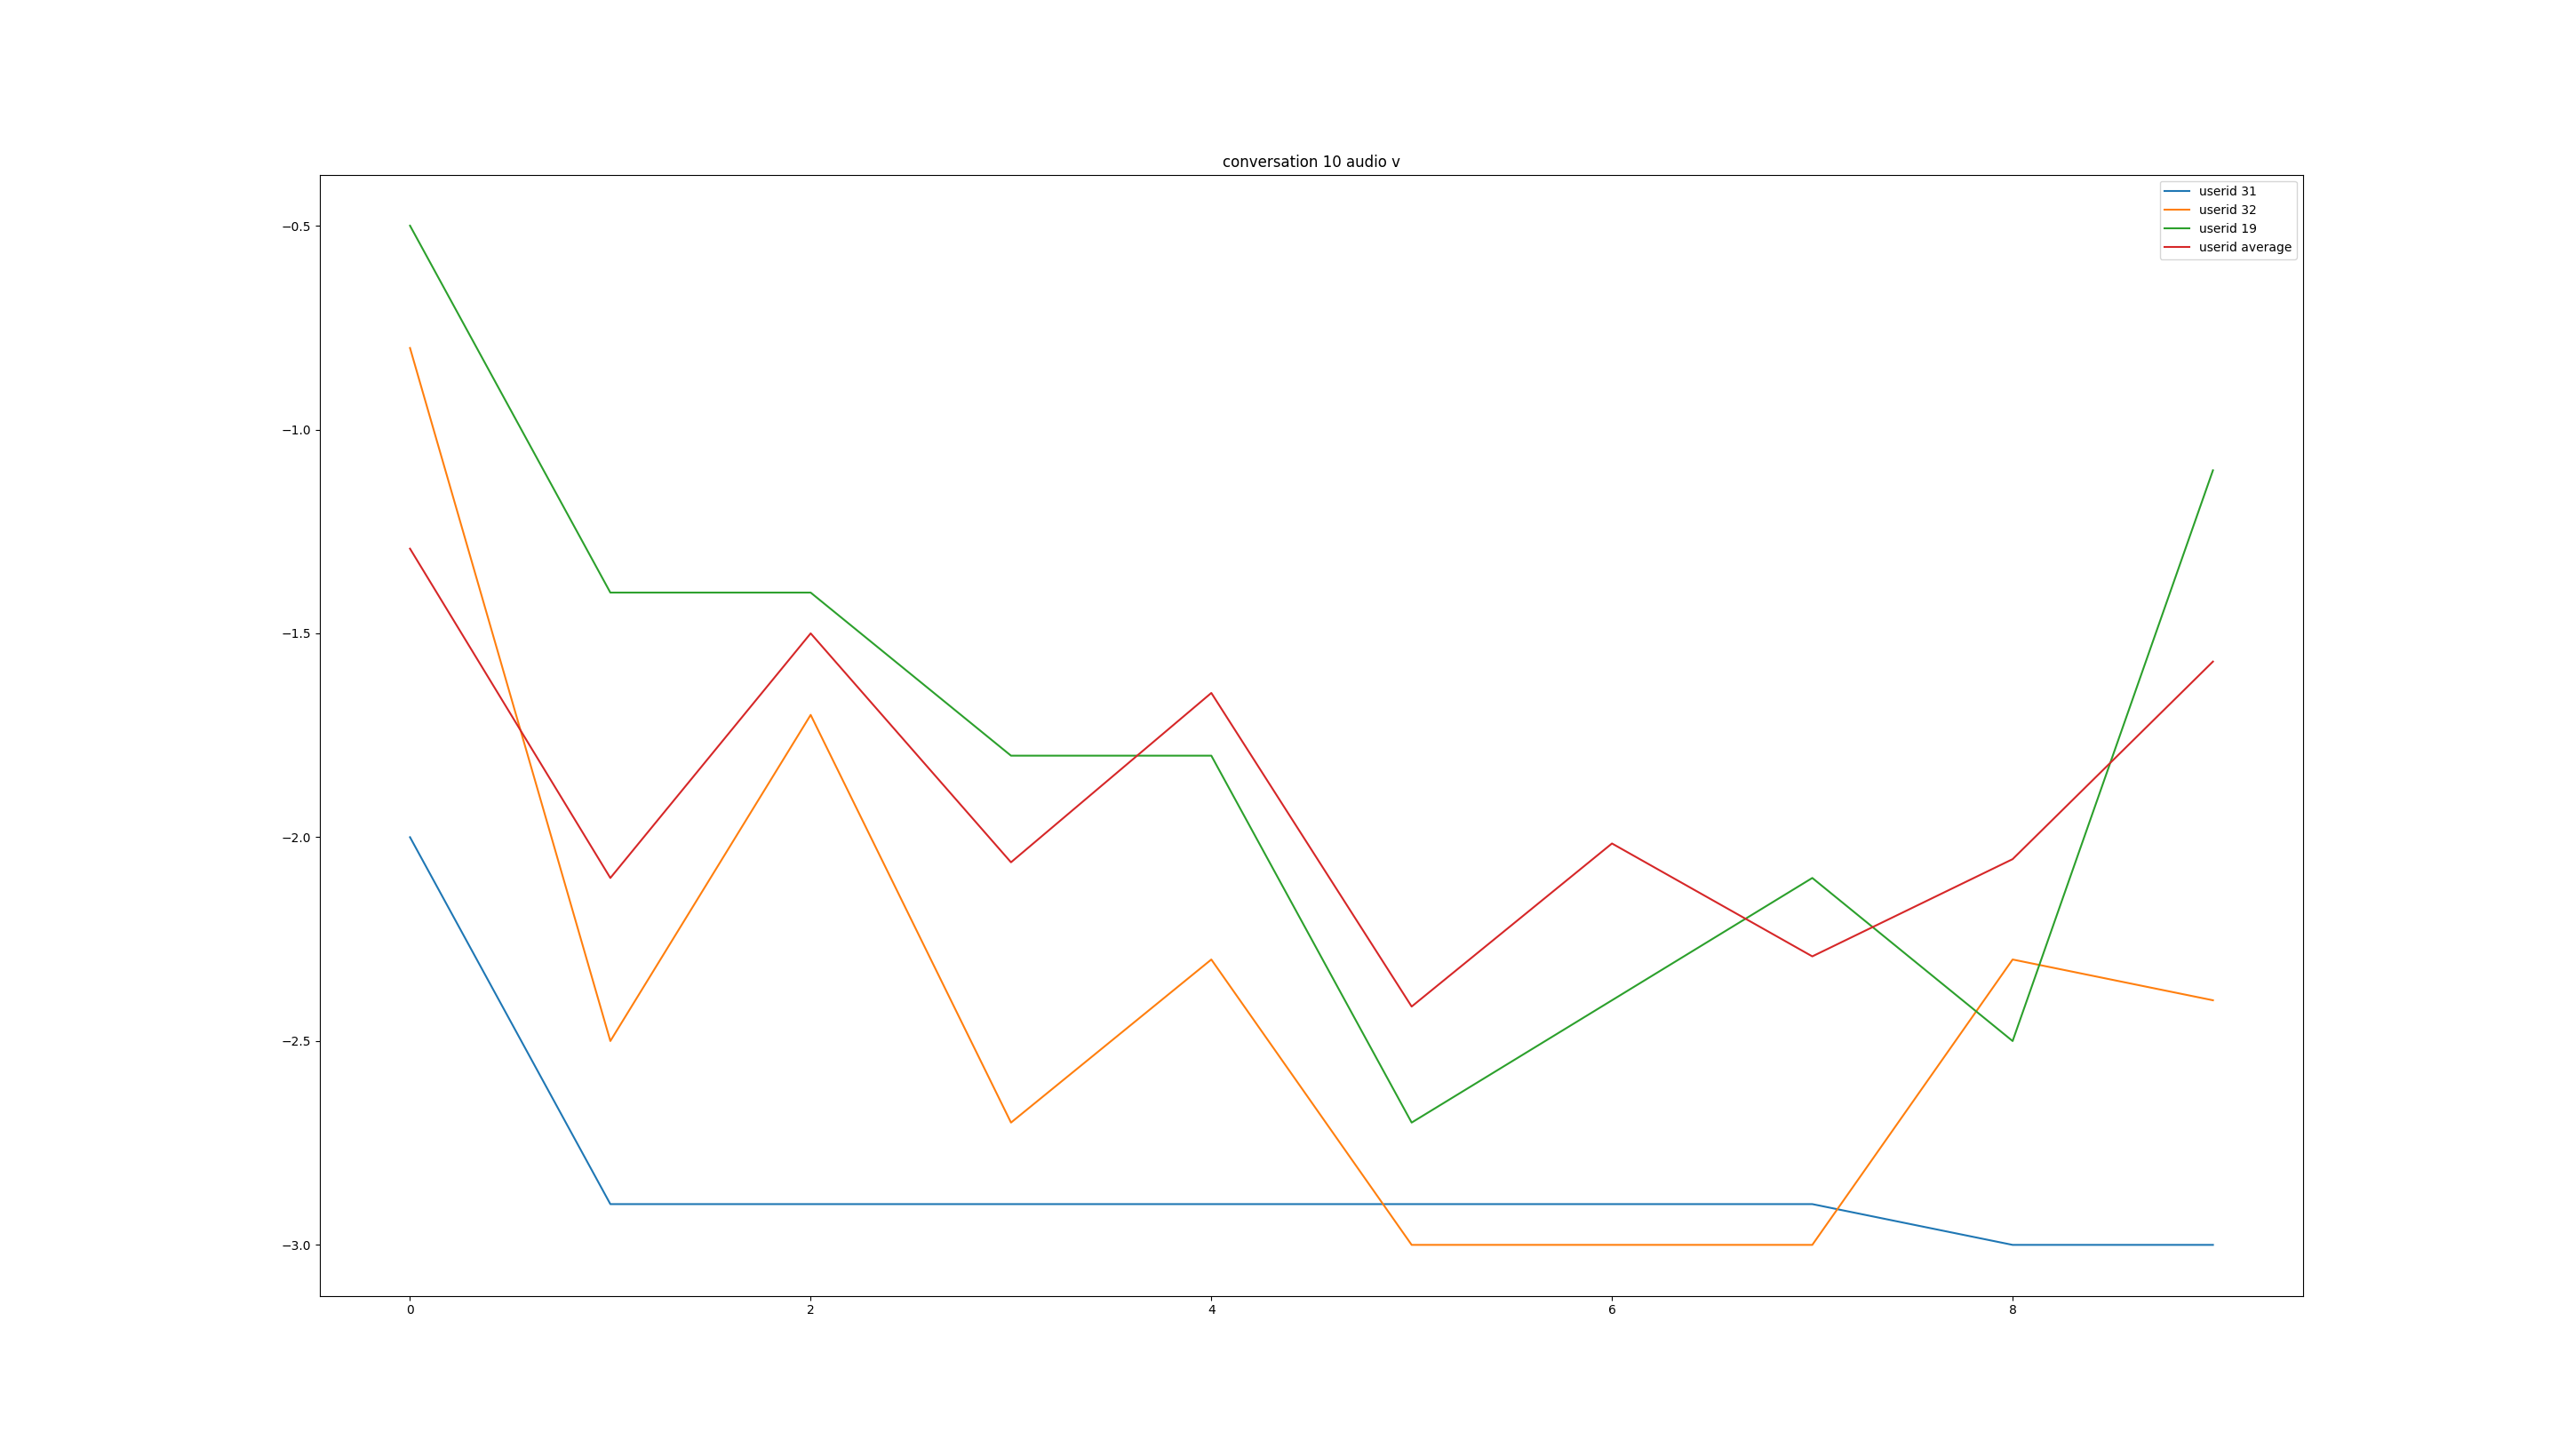 conversation 10 audio v
userid 31
userid 32
userid 19
userid average
−0.5
−1.0
−1.5
−2.0
−2.5
−3.0
0 2 4 6 8